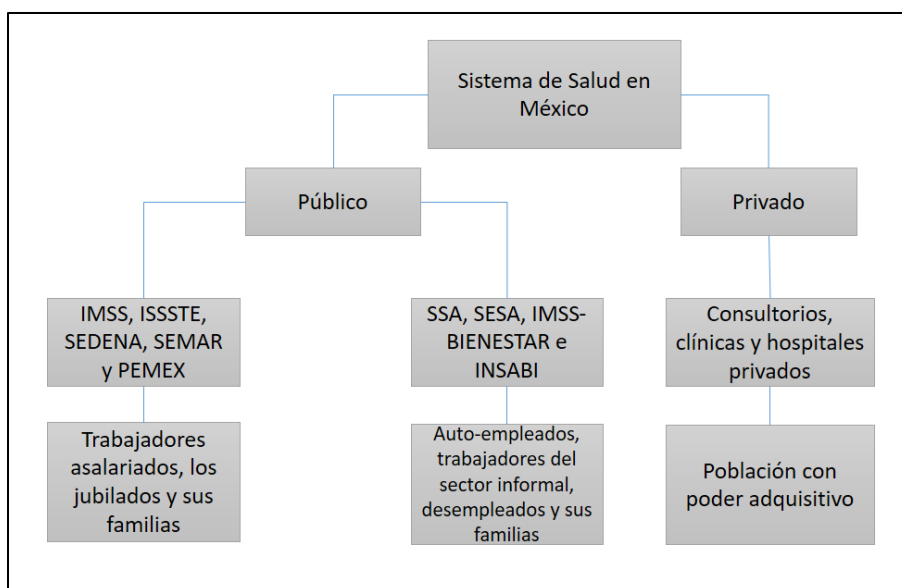 Sistema de Salud en
México
Público
Privado
IMSS, ISSSTE,
SEDENA, SEMAR
y PEMEX
SSA, SESA, IMSS-
BIENESTAR e
INSABI
Consultorios,
clínicas y hospitales
privados
Trabajadores
asalariados, los
jubilados y sus
familias
Auto-empleados,
trabajadores del
sector informal,
desempleados y sus
familias
Población con
poder adquisitivo